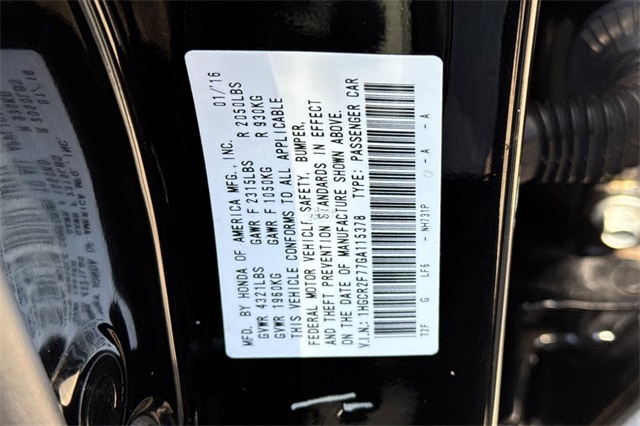 MFD. BY HONDA OF AMERICA MFG., INC. 01/16
GVWR 4321LBS GAWR F 2315LBS R 2050LBS
GVWR 1960KG GAWR F 1050KG R 930KG
THIS VEHICLE CONFORMS TO ALL APPLICABLE
FEDERAL MOTOR VEHICLE SAFETY, BUMPER,
AND THEFT PREVENTION STANDARDS IN EFFECT
ON THE DATE OF MANUFACTURE SHOWN ABOVE.
V.I.N.: 1HGCR2F77GA115378 TYPE: PASSENGER CAR
T2F G LF6 - NH731P - A - A